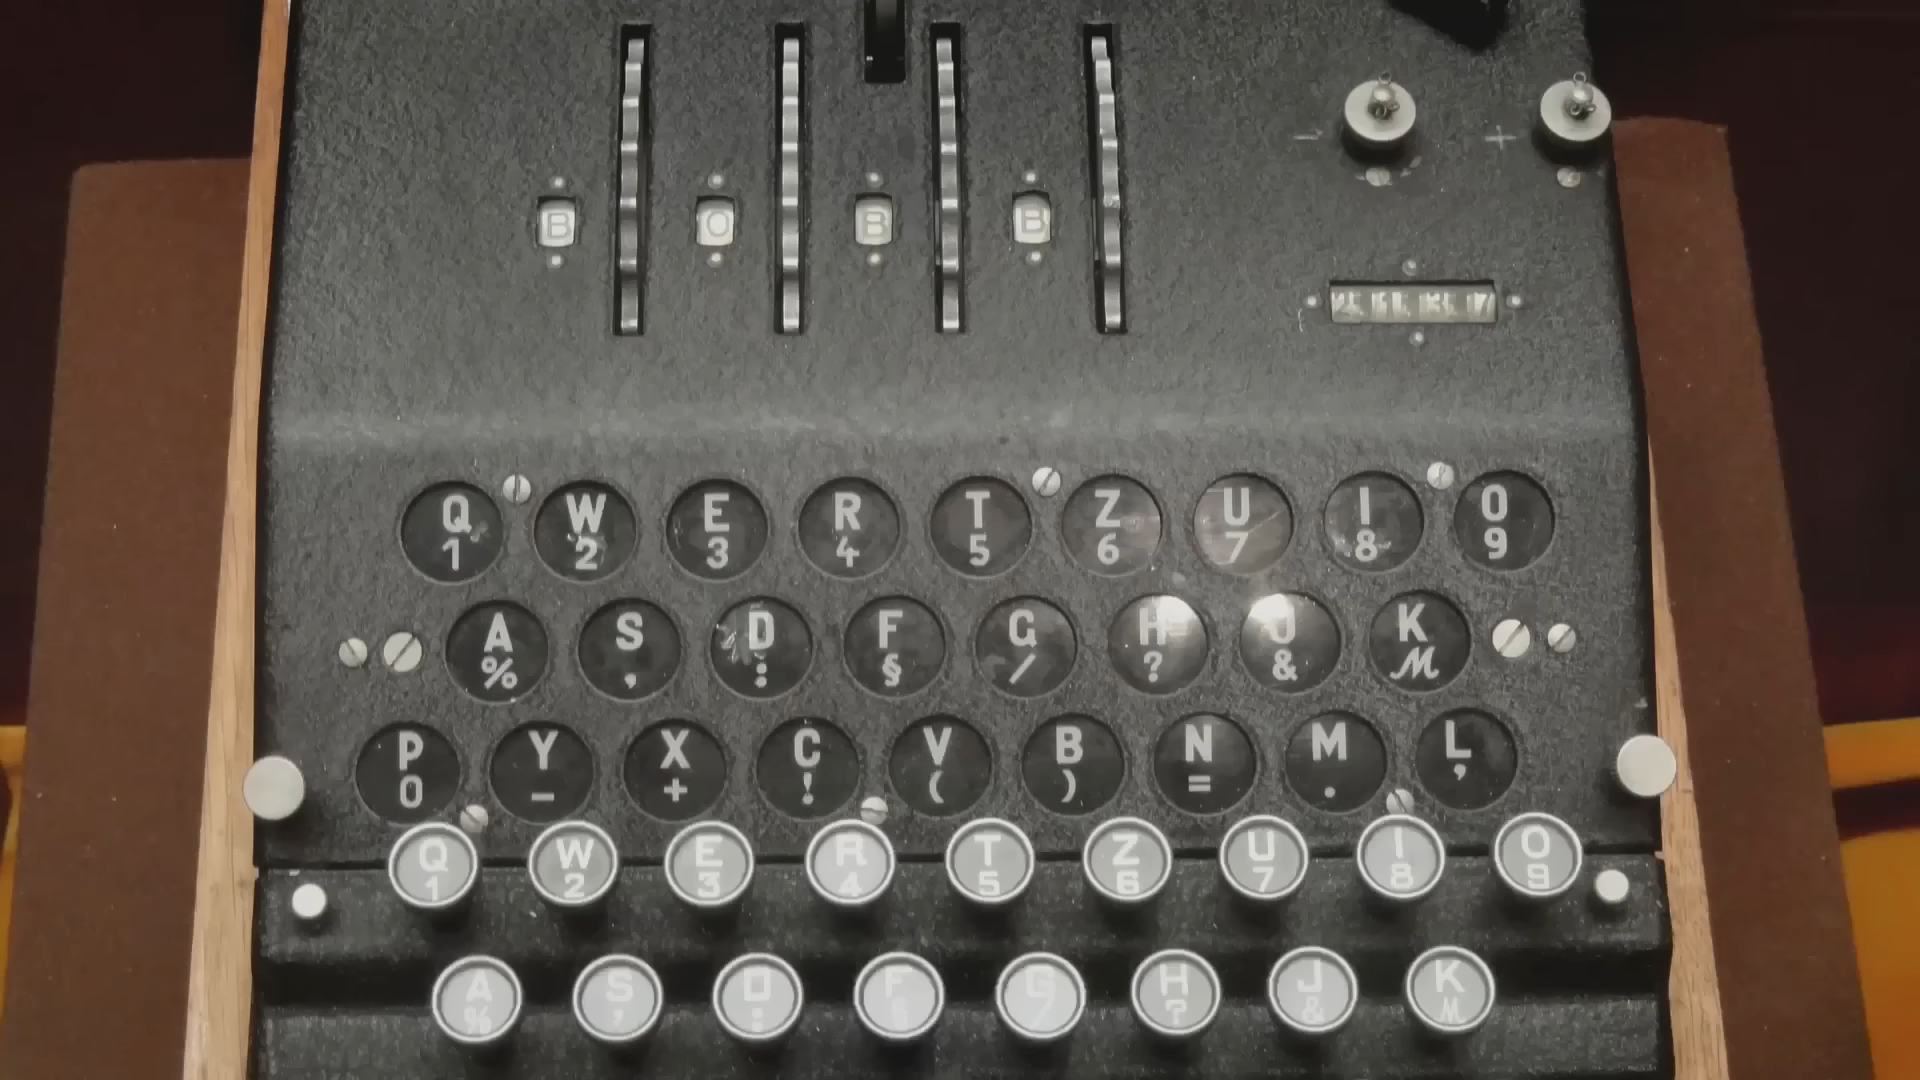 B O B B
− +
Q W E R T Z U I O
1 2 3 4 5 6 7 8 9
A S D F G H J K
% , : § / ? & M
P Y X C V B N M L
0 - + ! ( ) = . '
Q W E R T Z U I O
1 2 3 4 5 6 7 8 9
A S D F G H J K
% , : ? & M